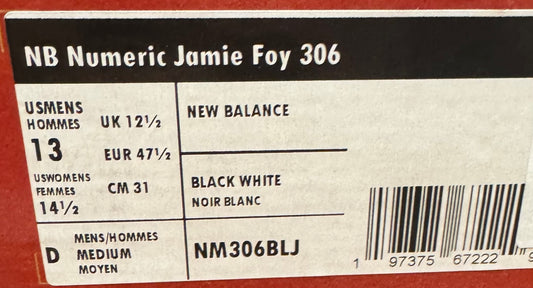 NB Numeric Jamie Foy 306
USMENS
HOMMES
13
UK 12½
EUR 47½
USWOMENS
FEMMES
14½
CM 31
NEW BALANCE
BLACK WHITE
NOIR BLANC
D
MENS/HOMMES
MEDIUM
MOYEN
NM306BLJ
1 97375 67222 9